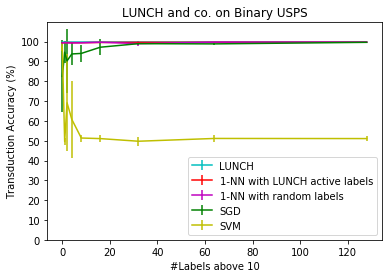 LUNCH and co. on Binary USPS
Transduction Accuracy (%)
100
90
80
70
60
50
40
30
20
10
0
LUNCH
1-NN with LUNCH active labels
1-NN with random labels
SGD
SVM
0 20 40 60 80 100 120
#Labels above 10